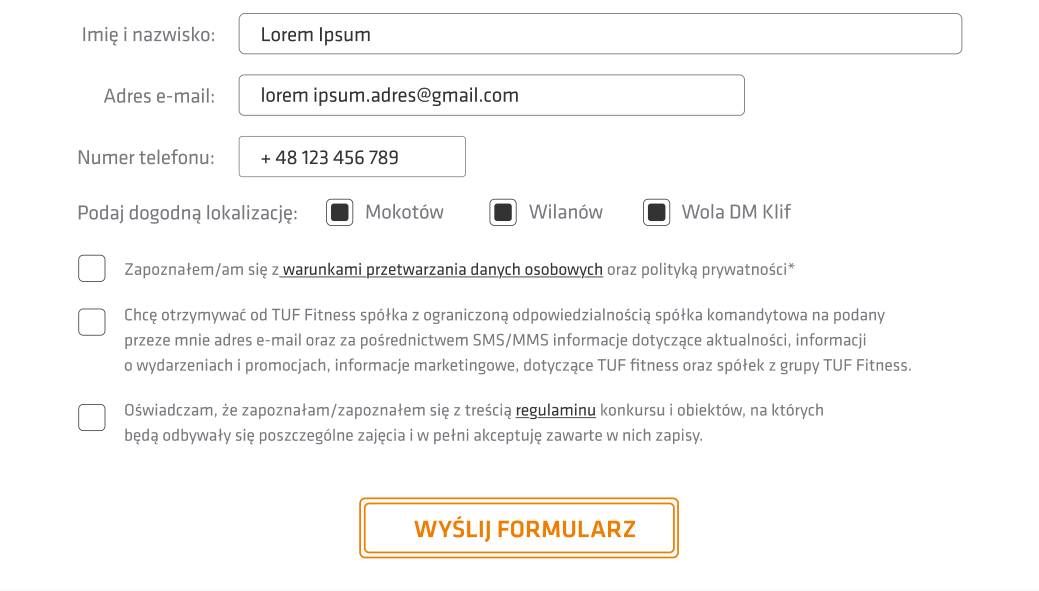 Imię i nazwisko: Lorem Ipsum
Adres e-mail: lorem ipsum.adres@gmail.com
Numer telefonu: + 48 123 456 789
Podaj dogodną lokalizację: Mokotów Wilanów Wola DM Klif
Zapoznałem/am się z warunkami przetwarzania danych osobowych oraz polityką prywatności*
Chcę otrzymywać od TUF Fitness spółka z ograniczoną odpowiedzialnością spółka komandytowa na podany
przeze mnie adres e-mail oraz za pośrednictwem SMS/MMS informacje dotyczące aktualności, informacji
o wydarzeniach i promocjach, informacje marketingowe, dotyczące TUF fitness oraz spółek z grupy TUF Fitness.
Oświadczam, że zapoznałam/zapoznałem się z treścią regulaminu konkursu i obiektów, na których
będą odbywały się poszczególne zajęcia i w pełni akceptuję zawarte w nich zapisy.
WYŚLIJ FORMULARZ